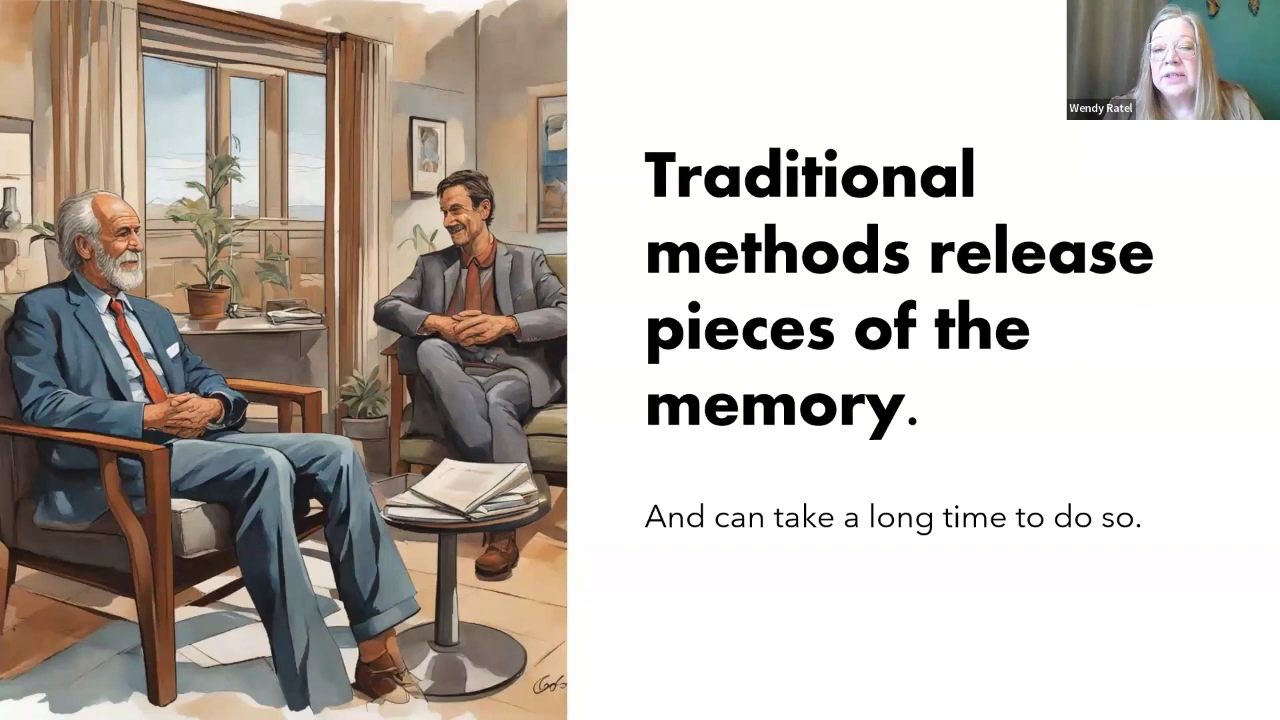 Wendy Ratel
Traditional
methods release
pieces of the
memory.
And can take a long time to do so.